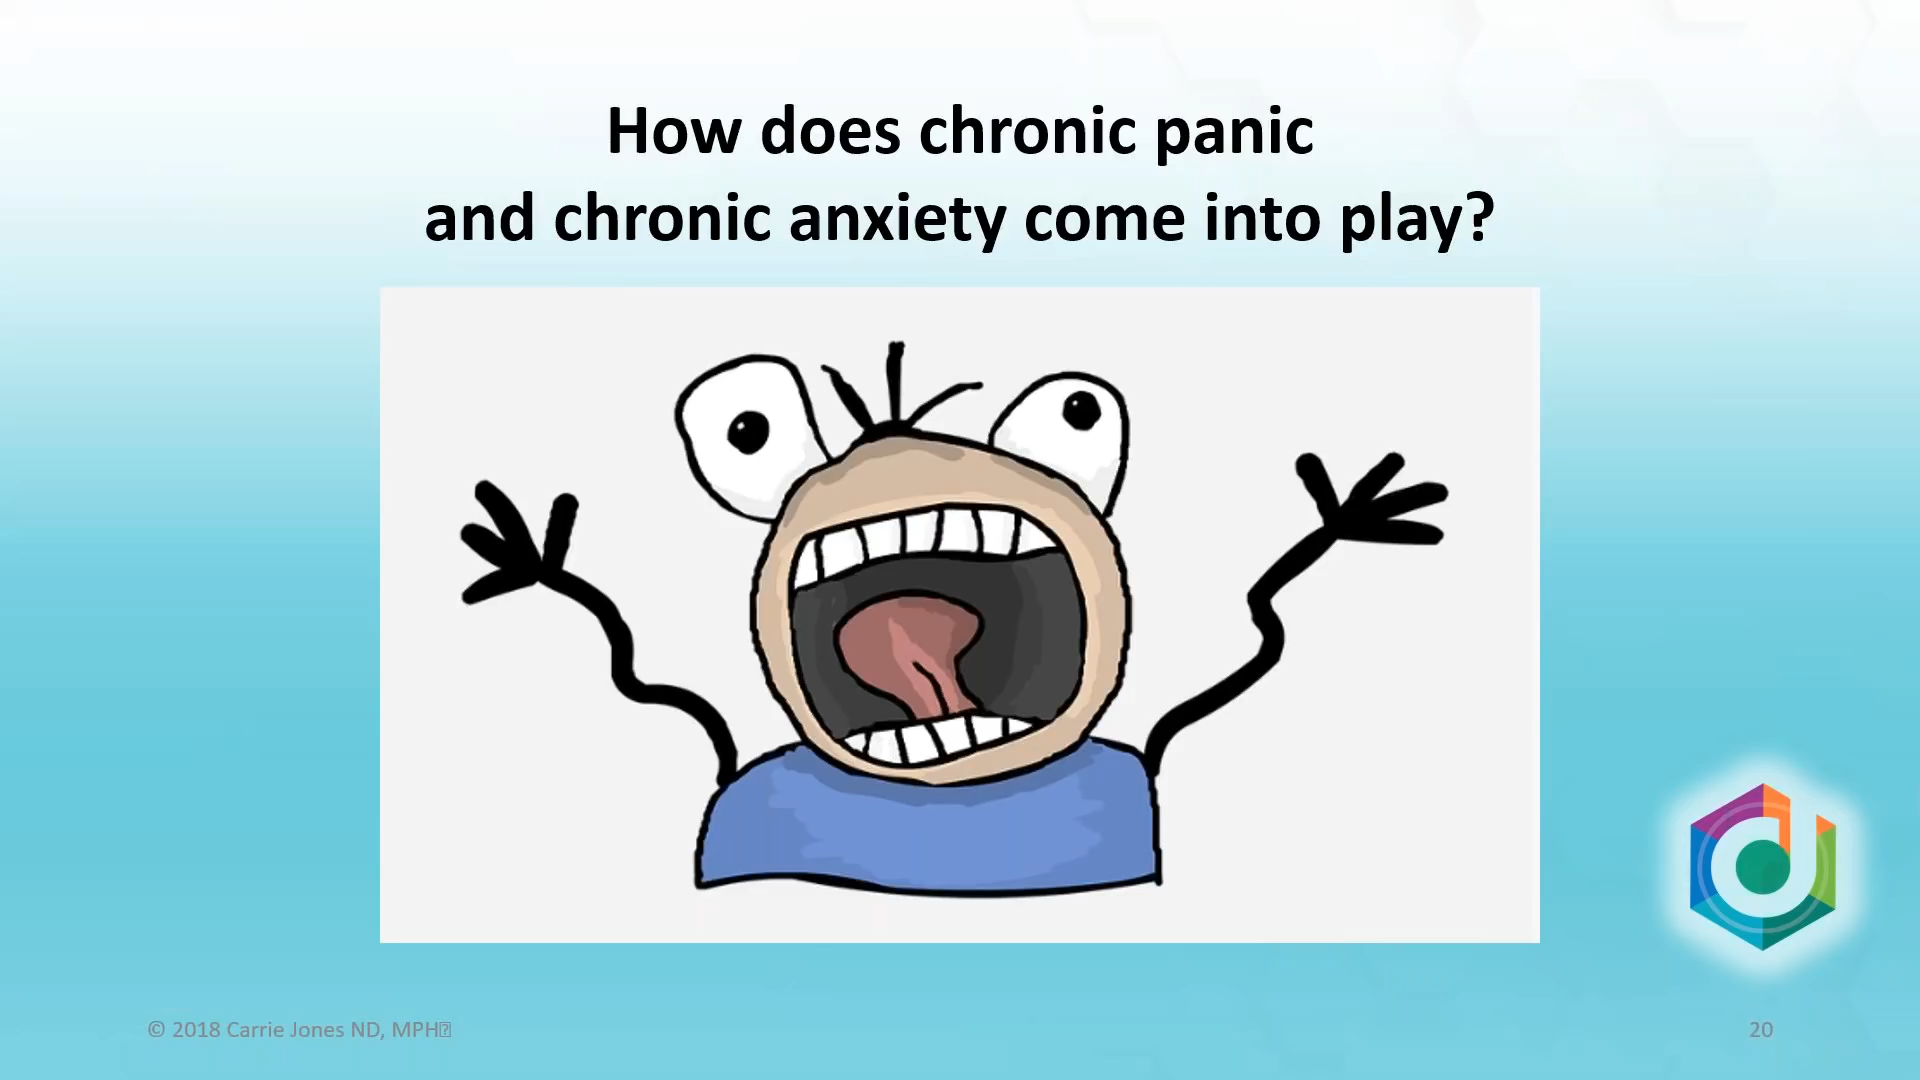 How does chronic panic
and chronic anxiety come into play?
© 2018 Carrie Jones ND, MPH
20